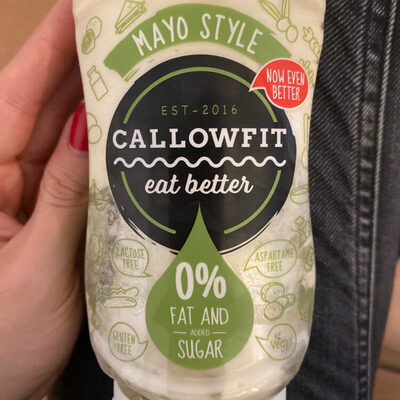 MAYO STYLE
NOW EVEN
BETTER
EST-2016
CALLOWFIT
eat better
LACTOSE
FREE
ASPARTAME
FREE
0%
FAT AND
ADDED
SUGAR
GLUTEN
FREE
Vegan